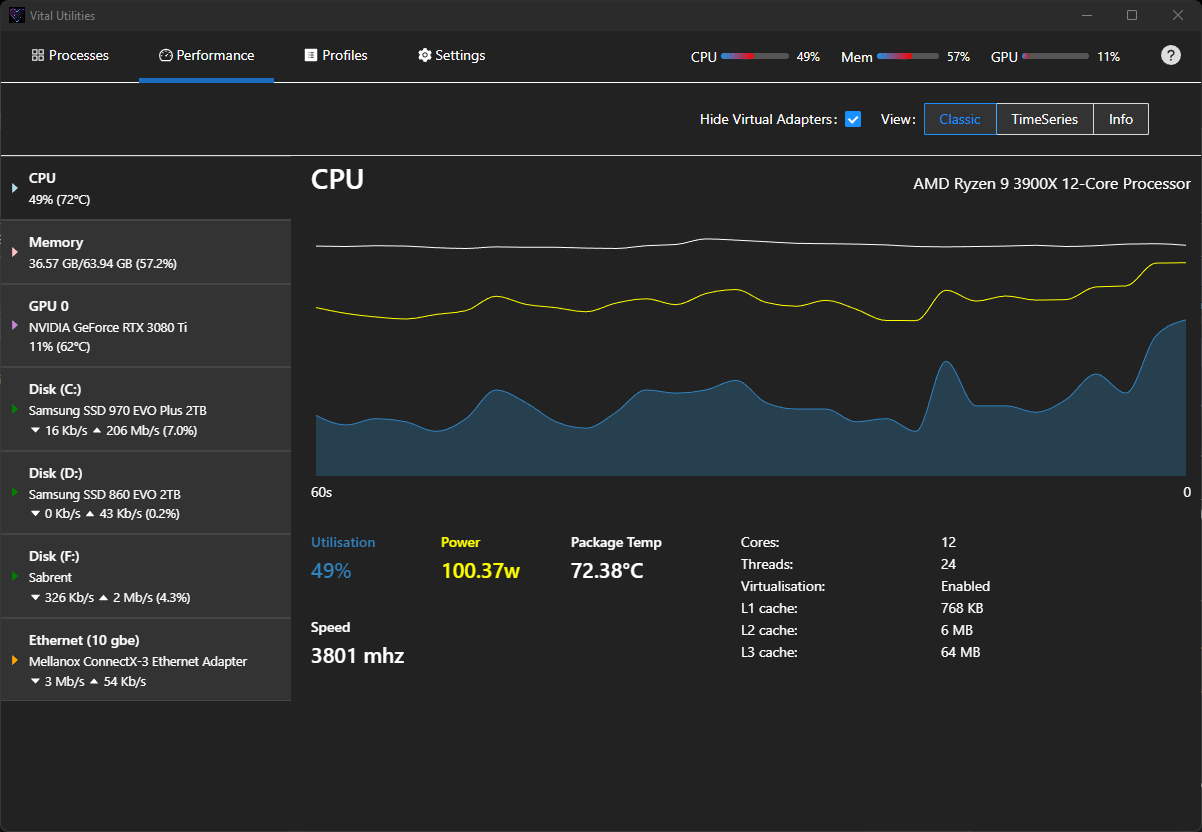 Vital Utilities
Processes Performance Profiles Settings CPU 49% Mem 57% GPU 11% ?
Hide Virtual Adapters: View: Classic TimeSeries Info
CPU
49% (72°C)
Memory
36.57 GB/63.94 GB (57.2%)
GPU 0
NVIDIA GeForce RTX 3080 Ti
11% (62°C)
Disk (C:)
Samsung SSD 970 EVO Plus 2TB
▼ 16 Kb/s ▲ 206 Mb/s (7.0%)
Disk (D:)
Samsung SSD 860 EVO 2TB
▼ 0 Kb/s ▲ 43 Kb/s (0.2%)
Disk (F:)
Sabrent
▼ 326 Kb/s ▲ 2 Mb/s (4.3%)
Ethernet (10 gbe)
Mellanox ConnectX-3 Ethernet Adapter
▼ 3 Mb/s ▲ 54 Kb/s
CPU AMD Ryzen 9 3900X 12-Core Processor
60s 0
Utilisation Power Package Temp
49% 100.37w 72.38°C
Speed
3801 mhz
Cores: 12
Threads: 24
Virtualisation: Enabled
L1 cache: 768 KB
L2 cache: 6 MB
L3 cache: 64 MB